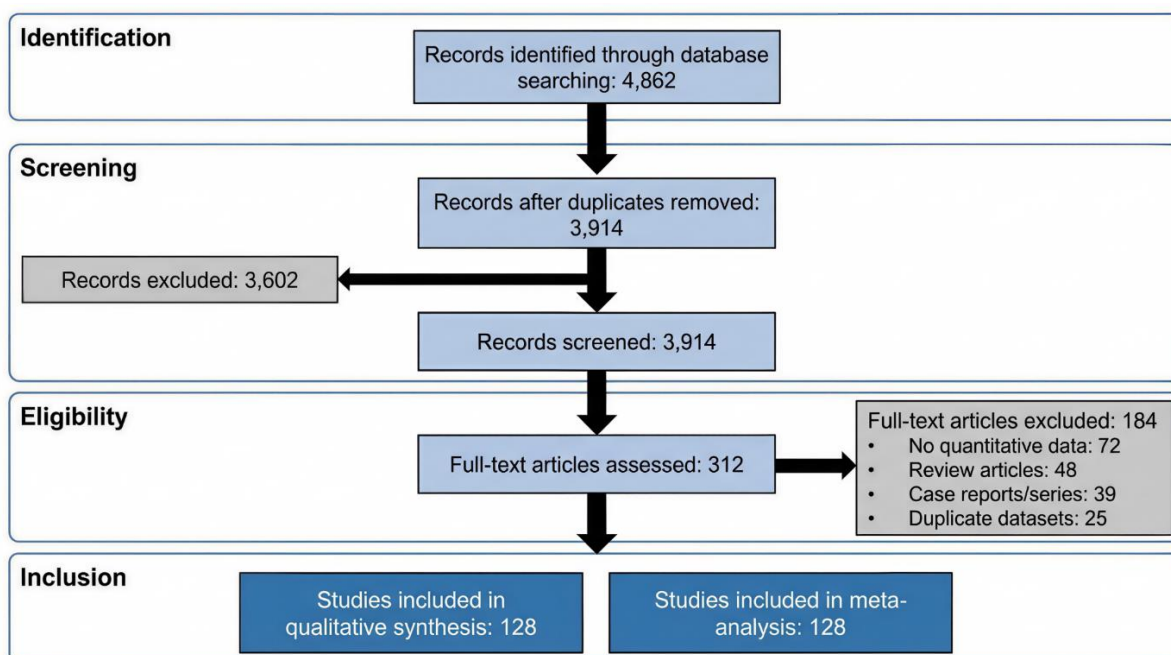 Identification
Records identified through database
searching: 4,862
Screening
Records after duplicates removed:
3,914
Records excluded: 3,602
Records screened: 3,914
Eligibility
Full-text articles assessed: 312
Full-text articles excluded: 184
• No quantitative data: 72
• Review articles: 48
• Case reports/series: 39
• Duplicate datasets: 25
Inclusion
Studies included in
qualitative synthesis: 128
Studies included in meta-
analysis: 128